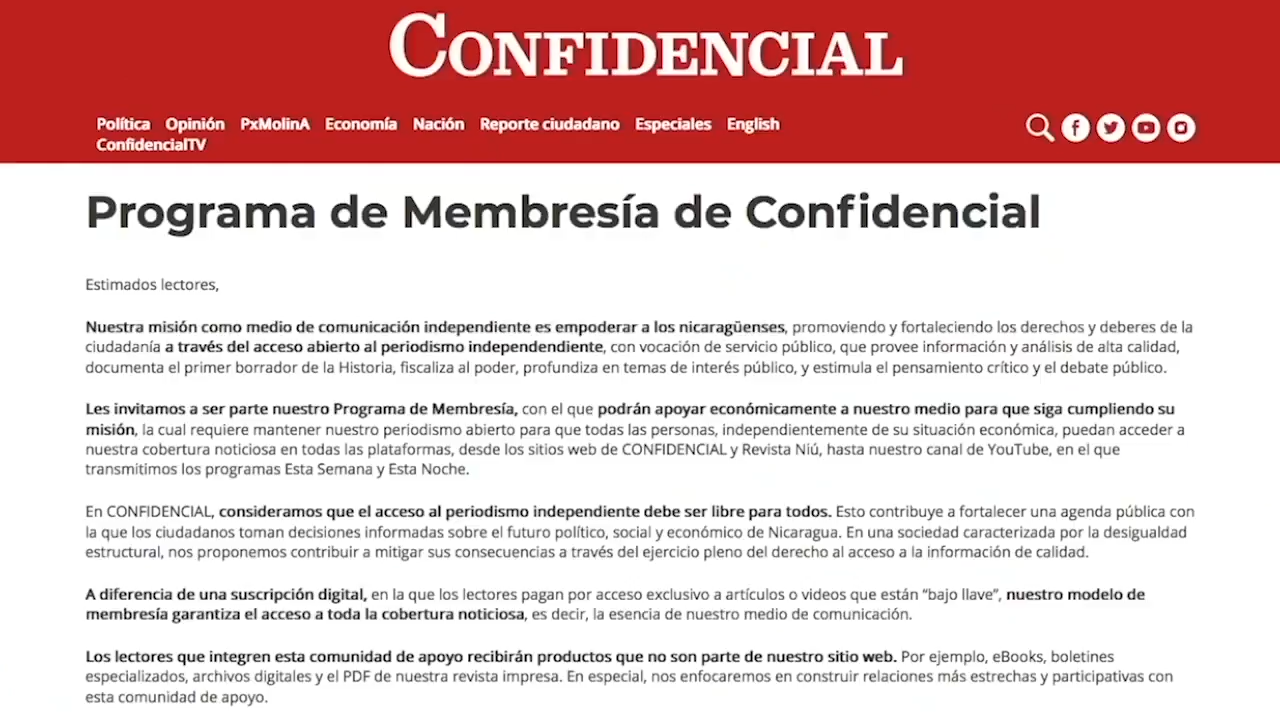 CONFIDENCIAL
Política Opinión PxMolinA Economía Nación Reporte ciudadano Especiales English
ConfidencialTV
Programa de Membresía de Confidencial
Estimados lectores,
Nuestra misión como medio de comunicación independiente es empoderar a los nicaragüenses, promoviendo y fortaleciendo los derechos y deberes de la
ciudadanía a través del acceso abierto al periodismo independendiente, con vocación de servicio público, que provee información y análisis de alta calidad,
documenta el primer borrador de la Historia, fiscaliza al poder, profundiza en temas de interés público, y estimula el pensamiento crítico y el debate público.
Les invitamos a ser parte nuestro Programa de Membresía, con el que podrán apoyar económicamente a nuestro medio para que siga cumpliendo su
misión, la cual requiere mantener nuestro periodismo abierto para que todas las personas, independientemente de su situación económica, puedan acceder a
nuestra cobertura noticiosa en todas las plataformas, desde los sitios web de CONFIDENCIAL y Revista Niú, hasta nuestro canal de YouTube, en el que
transmitimos los programas Esta Semana y Esta Noche.
En CONFIDENCIAL, consideramos que el acceso al periodismo independiente debe ser libre para todos. Esto contribuye a fortalecer una agenda pública con
la que los ciudadanos toman decisiones informadas sobre el futuro político, social y económico de Nicaragua. En una sociedad caracterizada por la desigualdad
estructural, nos proponemos contribuir a mitigar sus consecuencias a través del ejercicio pleno del derecho al acceso a la información de calidad.
A diferencia de una suscripción digital, en la que los lectores pagan por acceso exclusivo a artículos o videos que están “bajo llave”, nuestro modelo de
membresía garantiza el acceso a toda la cobertura noticiosa, es decir, la esencia de nuestro medio de comunicación.
Los lectores que integren esta comunidad de apoyo recibirán productos que no son parte de nuestro sitio web. Por ejemplo, eBooks, boletines
especializados, archivos digitales y el PDF de nuestra revista impresa. En especial, nos enfocaremos en construir relaciones más estrechas y participativas con
esta comunidad de apoyo.